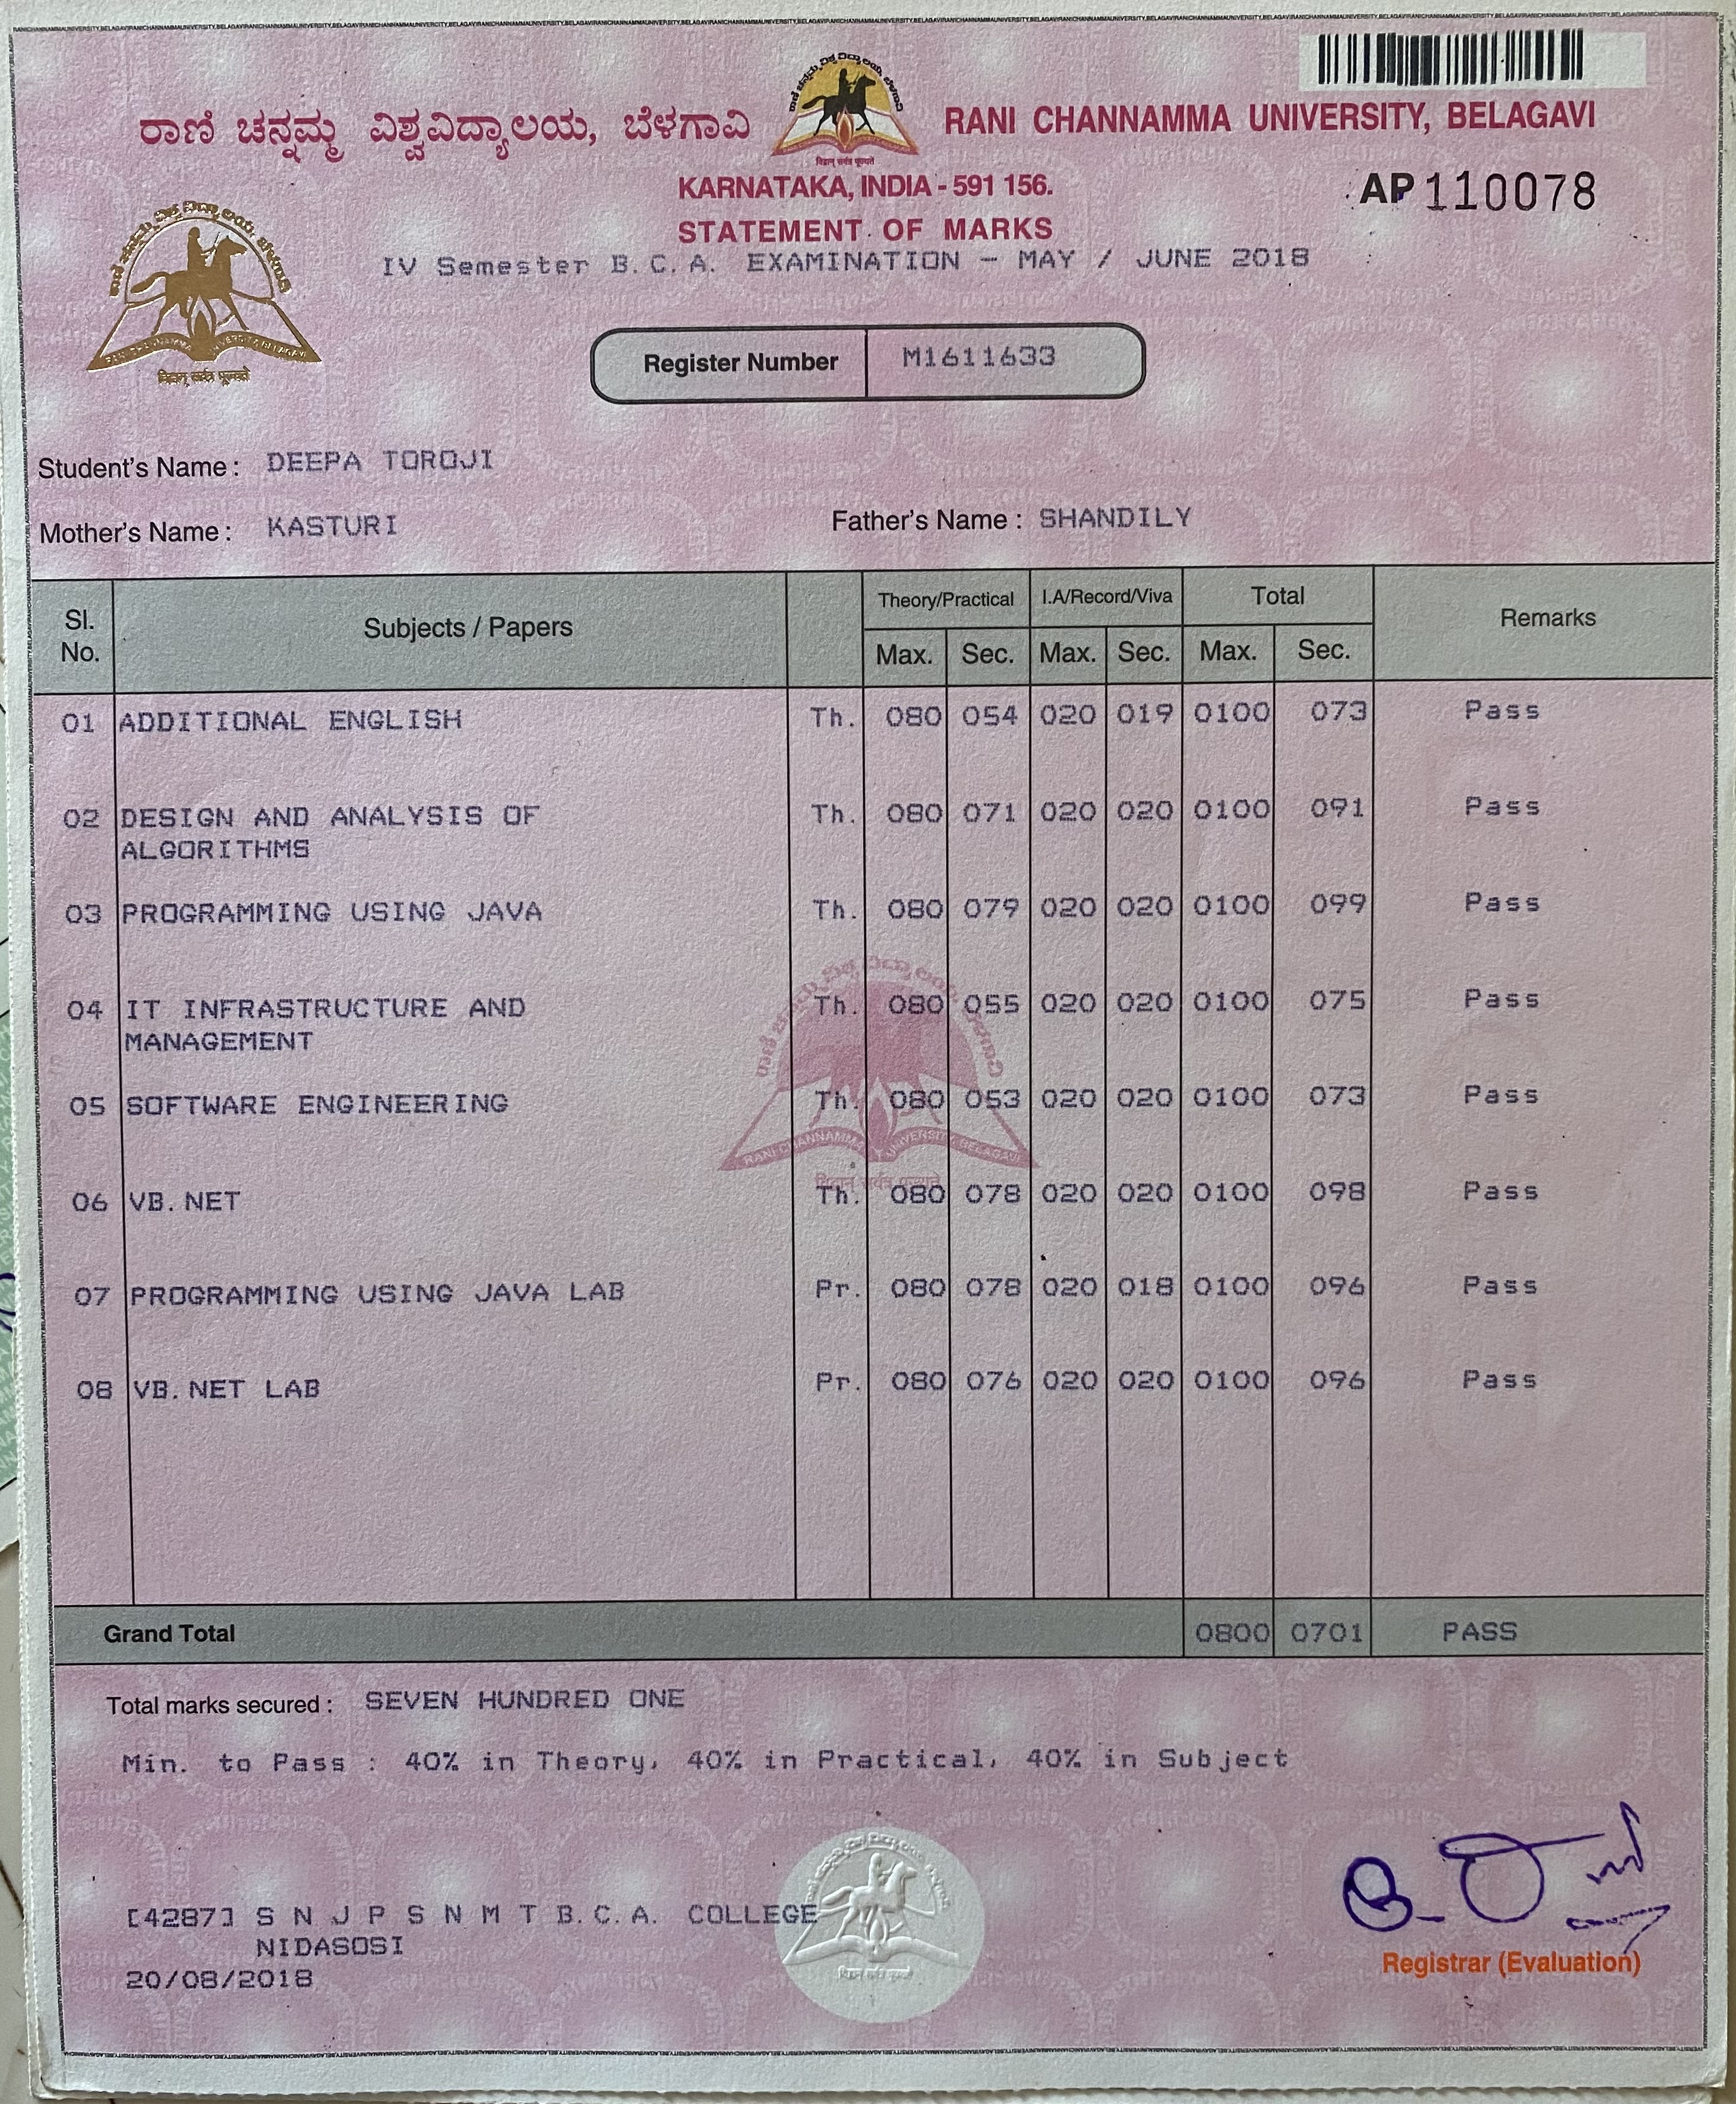 ರಾಣಿ ಚನ್ನಮ್ಮ ವಿಶ್ವವಿದ್ಯಾಲಯ, ಬೆಳಗಾವಿ RANI CHANNAMMA UNIVERSITY, BELAGAVI
KARNATAKA, INDIA - 591 156.
AP 110078
STATEMENT OF MARKS
IV Semester B.C.A. EXAMINATION - MAY / JUNE 2018
Register Number M1611633
Student's Name : DEEPA TOROJI
Mother's Name : KASTURI Father's Name : SHANDILY
Sl. No. Subjects / Papers Theory/Practical I.A/Record/Viva Total Remarks
Max. Sec. Max. Sec. Max. Sec.
01 ADDITIONAL ENGLISH Th. 080 054 020 019 0100 073 Pass
02 DESIGN AND ANALYSIS OF Th. 080 071 020 020 0100 091 Pass
ALGORITHMS
03 PROGRAMMING USING JAVA Th. 080 079 020 020 0100 099 Pass
04 IT INFRASTRUCTURE AND Th. 080 055 020 020 0100 075 Pass
MANAGEMENT
05 SOFTWARE ENGINEERING Th. 080 053 020 020 0100 073 Pass
06 VB.NET Th. 080 078 020 020 0100 098 Pass
07 PROGRAMMING USING JAVA LAB Pr. 080 078 020 018 0100 096 Pass
08 VB.NET LAB Pr. 080 076 020 020 0100 096 Pass
Grand Total 0800 0701 PASS
Total marks secured : SEVEN HUNDRED ONE
Min. to Pass : 40% in Theory, 40% in Practical, 40% in Subject
[4287] S N J P S N M T B.C.A. COLLEGE
NIDASOSI
20/08/2018
Registrar (Evaluation)